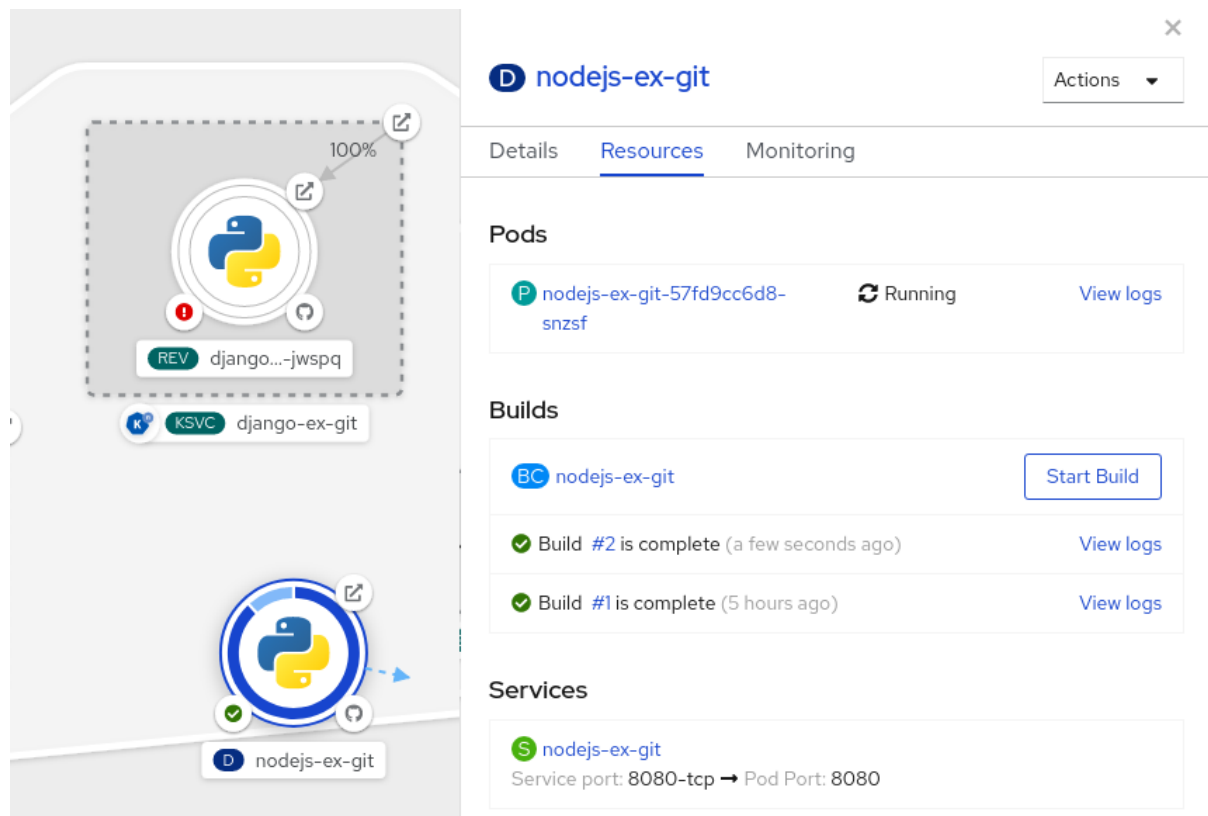 100%
REV django...-jwspq
KSVC django-ex-git
D nodejs-ex-git
D nodejs-ex-git
Actions
Details Resources Monitoring
Pods
P nodejs-ex-git-57fd9cc6d8-
snzsf
Running
View logs
Builds
BC nodejs-ex-git
Start Build
Build #2 is complete (a few seconds ago) View logs
Build #1 is complete (5 hours ago) View logs
Services
S nodejs-ex-git
Service port: 8080-tcp → Pod Port: 8080